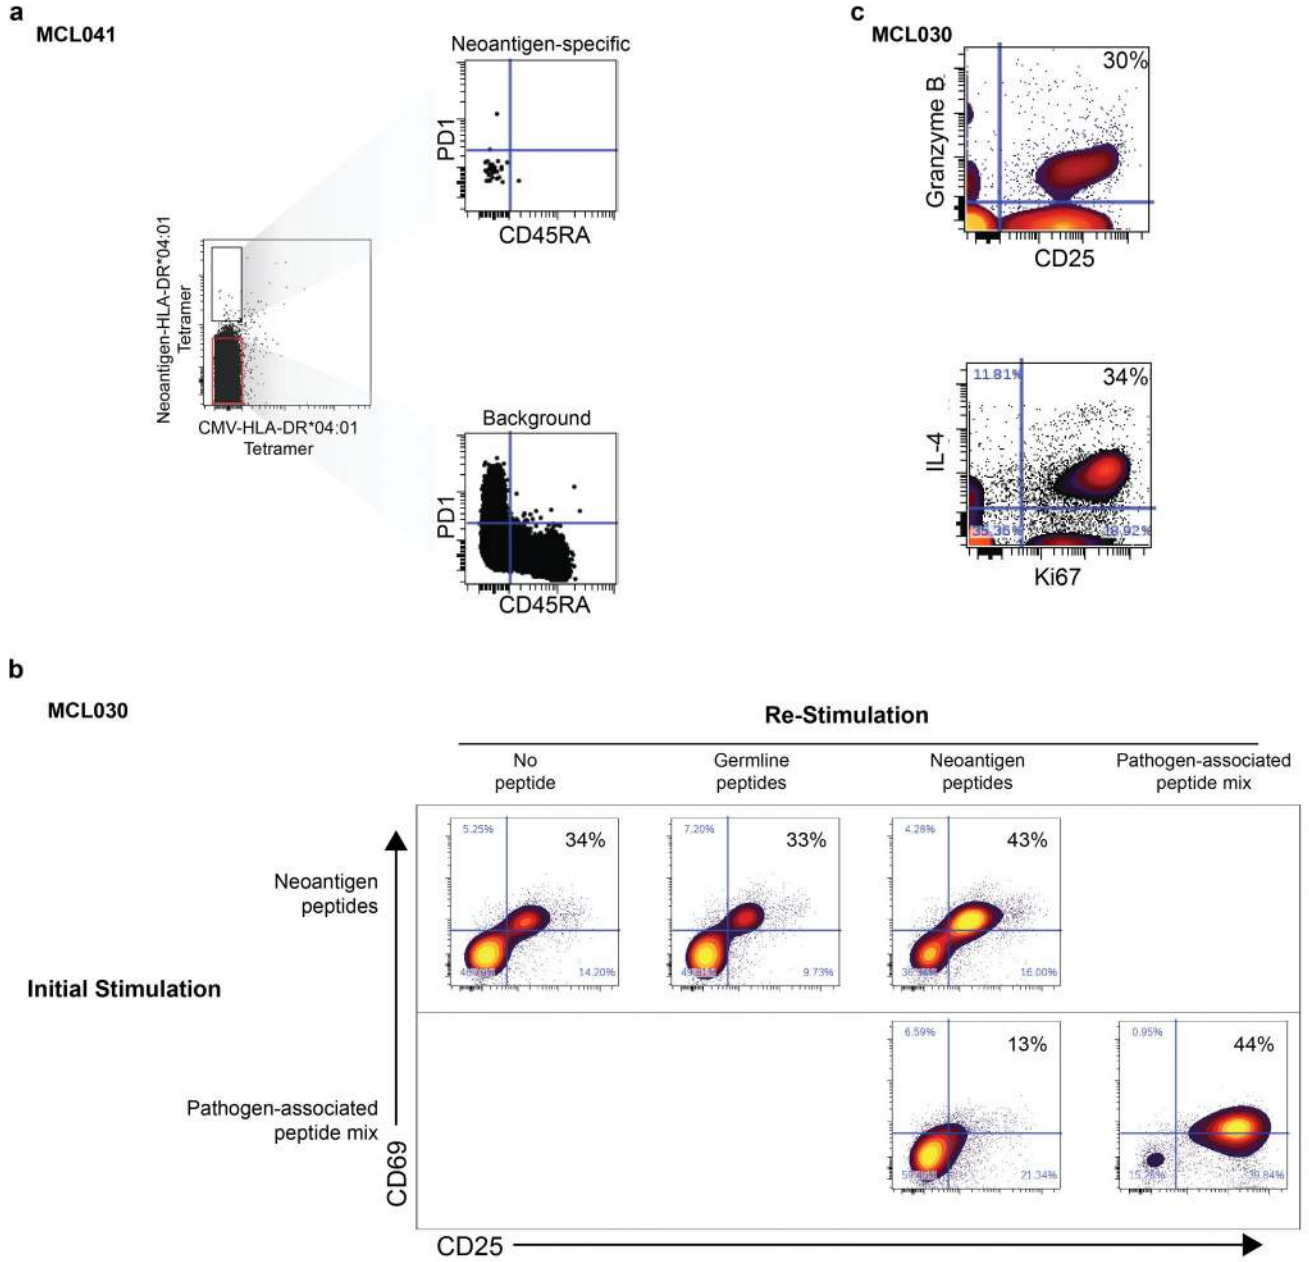 a
MCL041
Neoantigen-specific
PD1
CD45RA
Neoantigen-HLA-DR*04:01
Tetramer
CMV-HLA-DR*04:01
Tetramer
Background
PD1
CD45RA
c
MCL030
30%
Granzyme B
CD25
11.81%
34%
IL-4
Ki67
b
MCL030
Re-Stimulation
No
peptide
Germline
peptides
Neoantigen
peptides
Pathogen-associated
peptide mix
Initial Stimulation
Neoantigen
peptides
5.25%
34%
14.20%
7.20%
33%
9.73%
4.28%
43%
16.00%
Pathogen-associated
peptide mix
6.59%
13%
21.34%
0.95%
44%
CD69
CD25